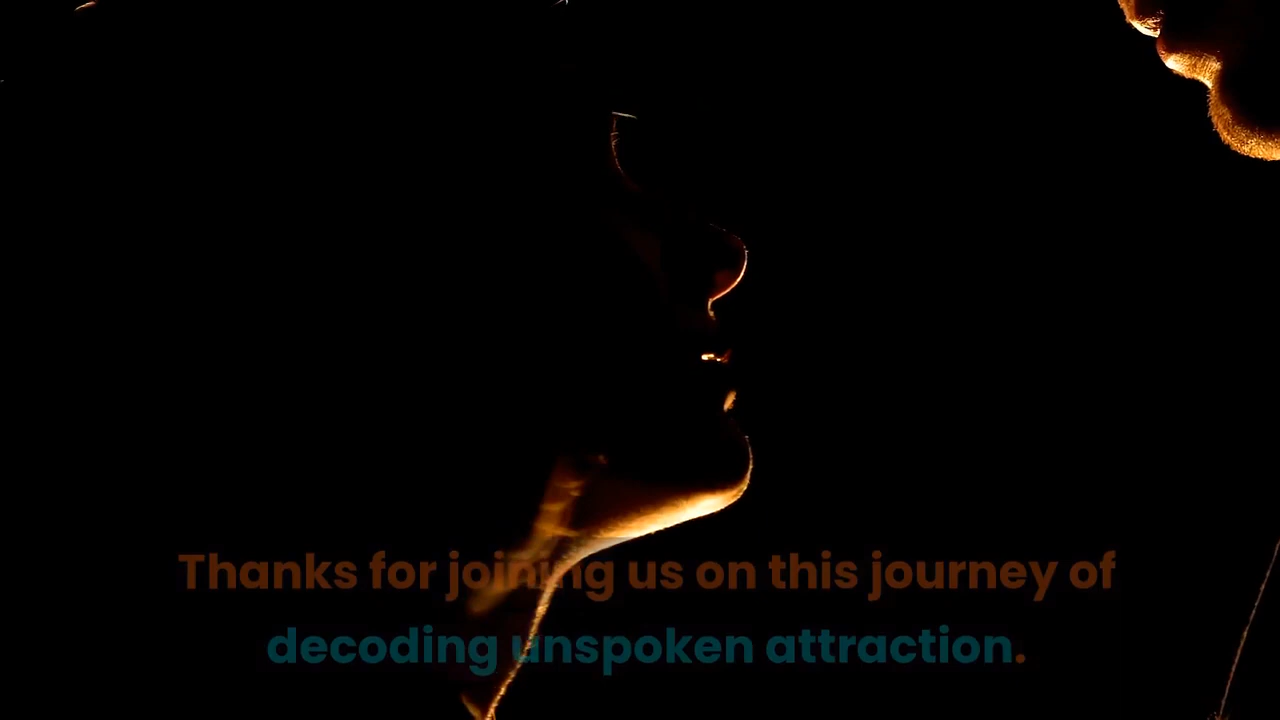 Thanks for joining us on this journey of
decoding unspoken attraction.